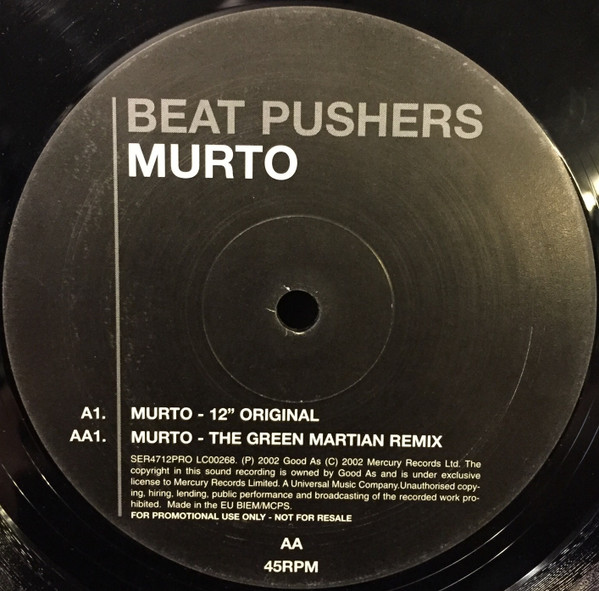 BEAT PUSHERS
MURTO
A1. MURTO - 12” ORIGINAL
AA1. MURTO - THE GREEN MARTIAN REMIX
SER4712PRO LC00268. (P) 2002 Good As (C) 2002 Mercury Records Ltd. The
copyright in this sound recording is owned by Good As and is under exclusive
license to Mercury Records Limited. A Universal Music Company.Unauthorised copy-
ing, hiring, lending, public performance and broadcasting of the recorded work pro-
hibited. Made in the EU BIEM/MCPS.
FOR PROMOTIONAL USE ONLY - NOT FOR RESALE
AA
45RPM